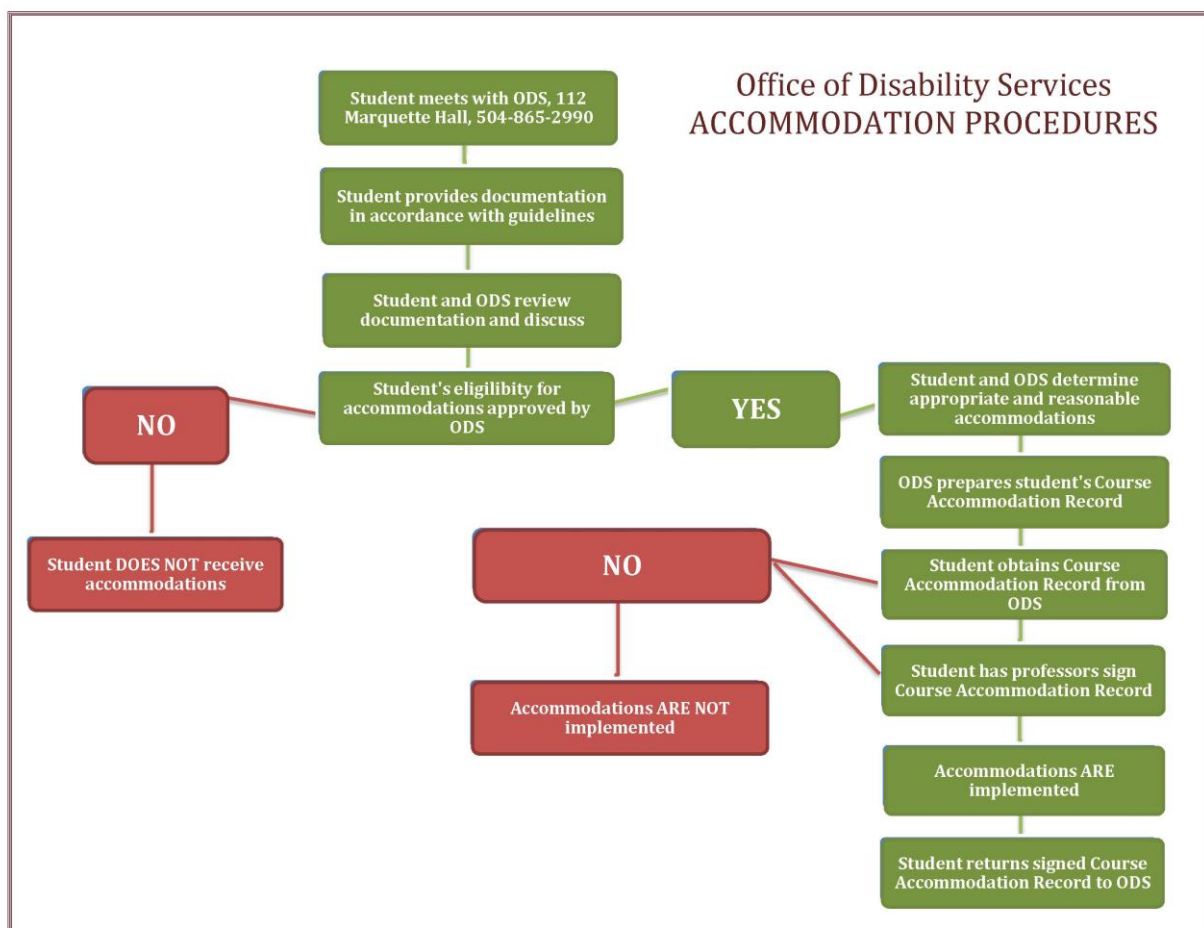 Office of Disability Services
ACCOMMODATION PROCEDURES
Student meets with ODS, 112
Marquette Hall, 504-865-2990
Student provides documentation
in accordance with guidelines
Student and ODS review
documentation and discuss
Student's eligilibity for
accommodations approved by
ODS
NO
Student DOES NOT receive
accommodations
YES
Student and ODS determine
appropriate and reasonable
accommodations
ODS prepares student's Course
Accommodation Record
Student obtains Course
Accommodation Record from
ODS
Student has professors sign
Course Accommodation Record
NO
Accommodations ARE NOT
implemented
Accommodations ARE
implemented
Student returns signed Course
Accommodation Record to ODS